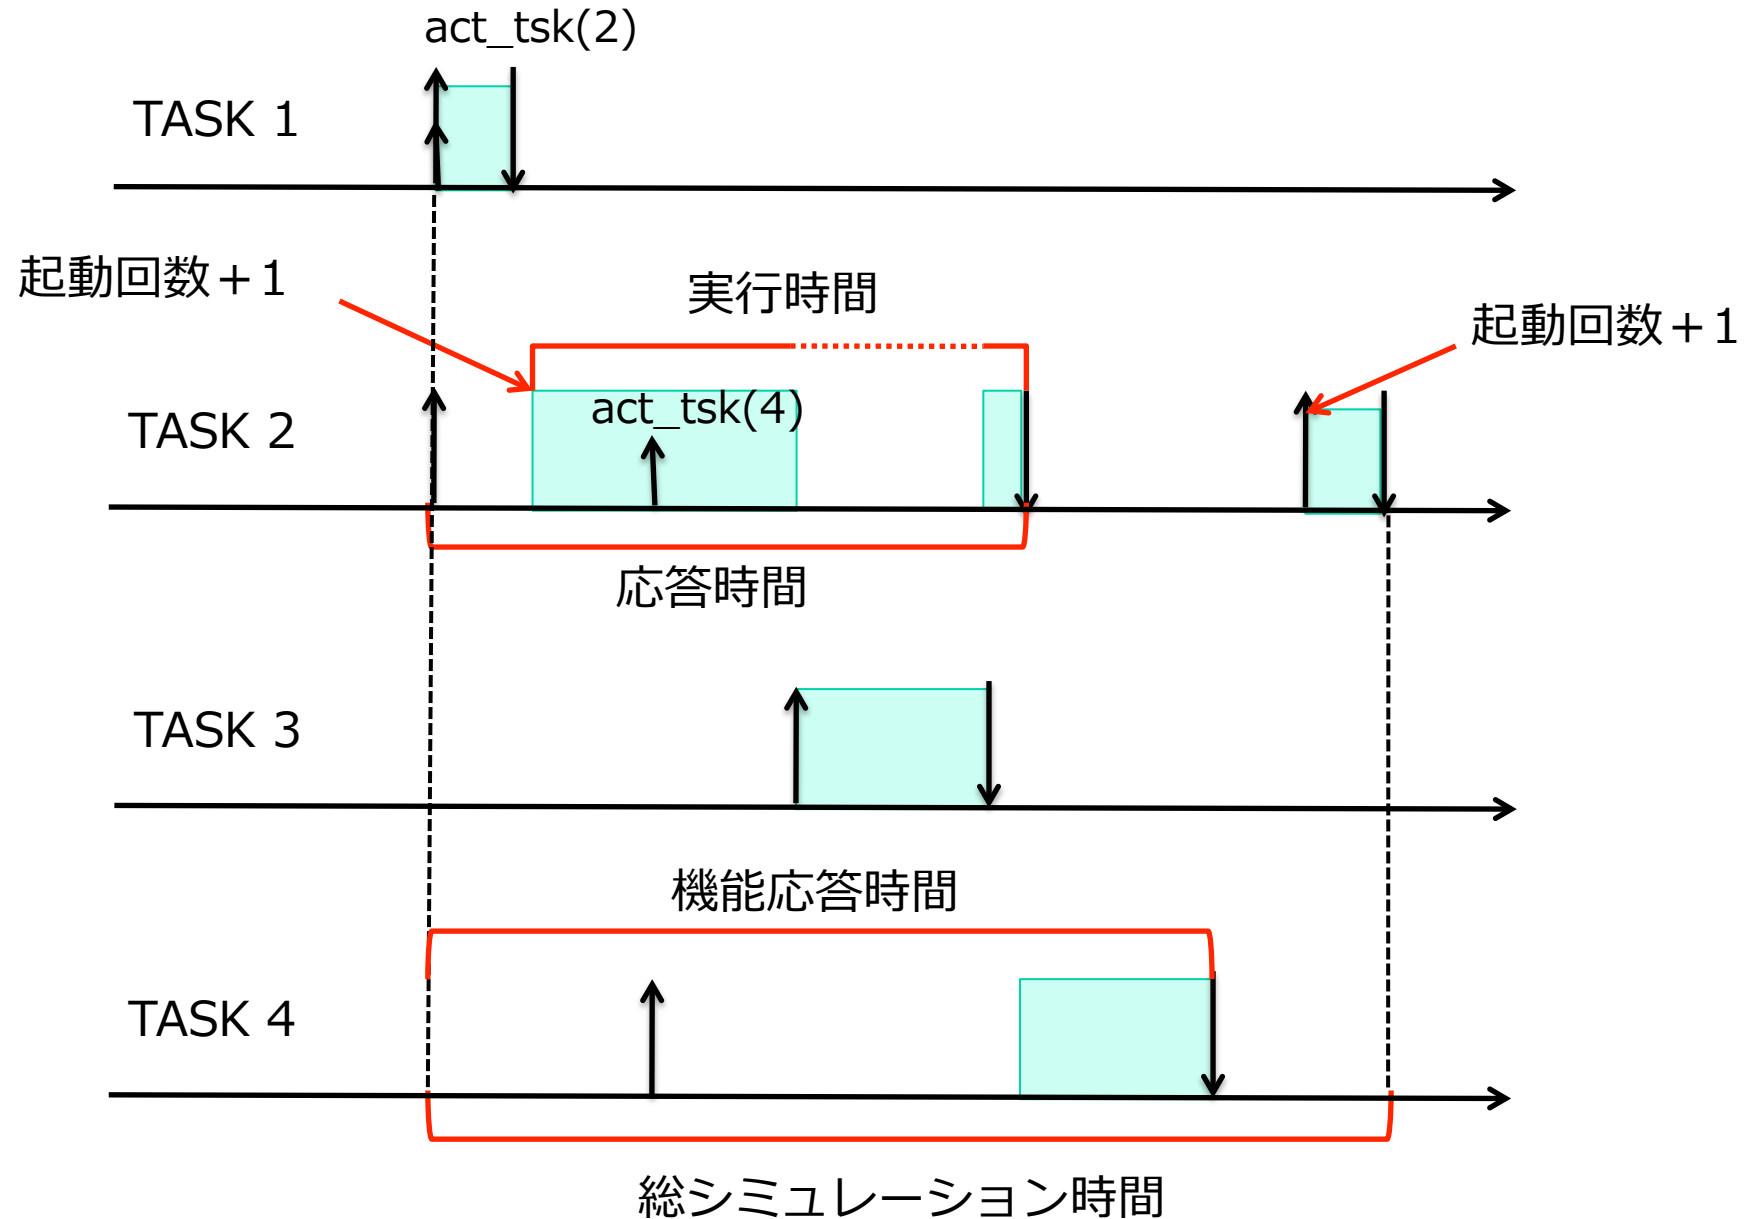 act_tsk(2)
TASK 1
起動回数＋1
実行時間
起動回数＋1
act_tsk(4)
TASK 2
応答時間
TASK 3
機能応答時間
TASK 4
総シミュレーション時間